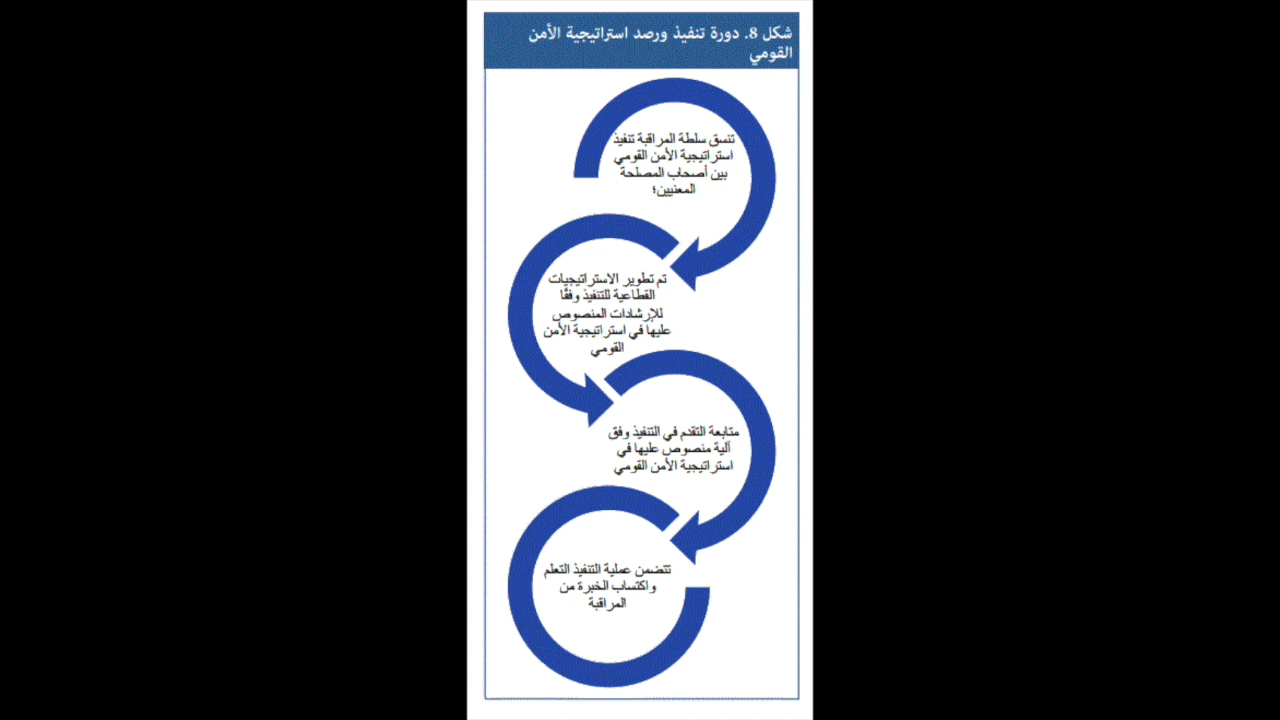 شكل 8. دورة تنفيذ ورصد استراتيجية الأمن
القومي
تنسق سلطة المراقبة تنفيذ
استراتيجية الأمن القومي
بين أصحاب المصلحة
المعنيين؛
تم تطوير الاستراتيجيات
القطاعية للتنفيذ وفقًا
للإرشادات المنصوص
عليها في استراتيجية الأمن
القومي
متابعة التقدم في التنفيذ وفق
آلية منصوص عليها في
استراتيجية الأمن القومي
تتضمن عملية التنفيذ التعلم
واكتساب الخبرة من
المراقبة